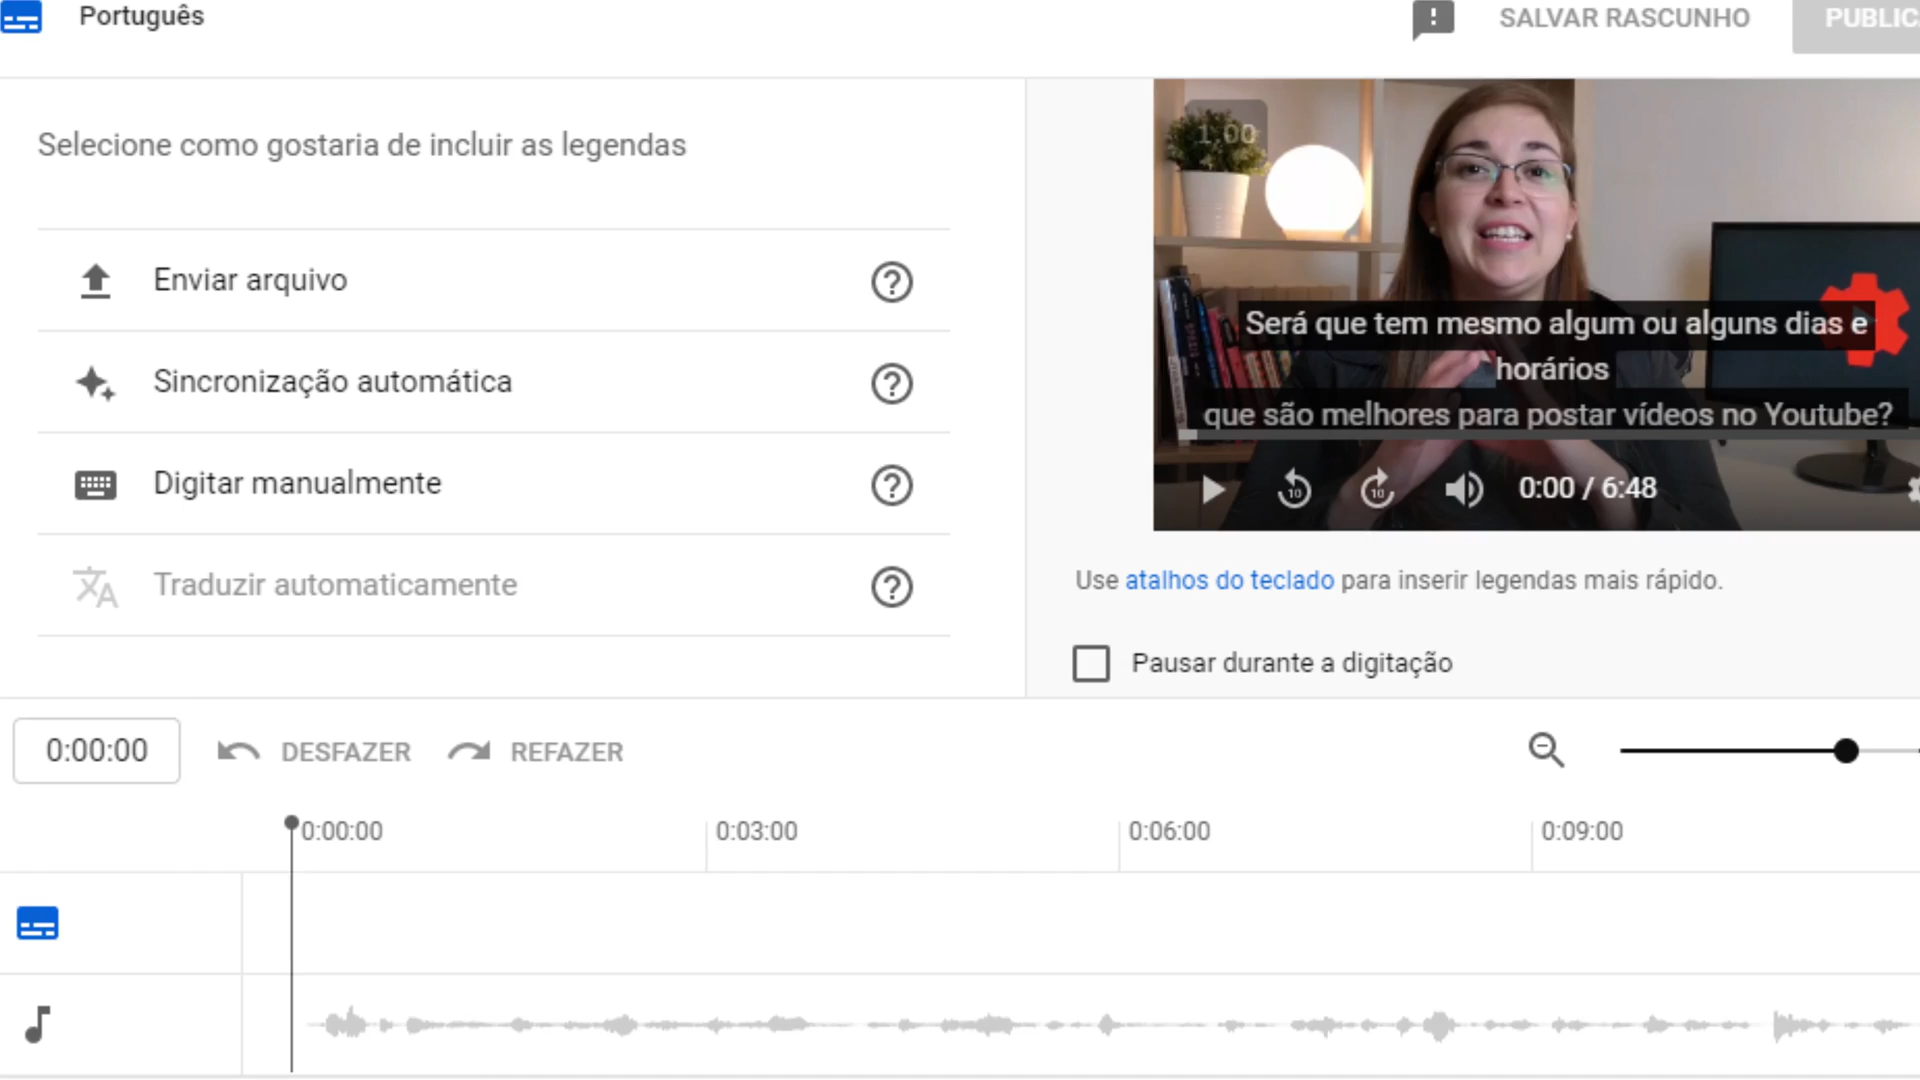 Português
SALVAR RASCUNHO
PUBLIC
Selecione como gostaria de incluir as legendas
Enviar arquivo
Sincronização automática
Digitar manualmente
Traduzir automaticamente
1,00
Será que tem mesmo algum ou alguns dias e
horários
que são melhores para postar vídeos no Youtube?
10
10
0:00 / 6:48
Use atalhos do teclado para inserir legendas mais rápido.
Pausar durante a digitação
0:00:00
DESFAZER
REFAZER
0:00:00
0:03:00
0:06:00
0:09:00